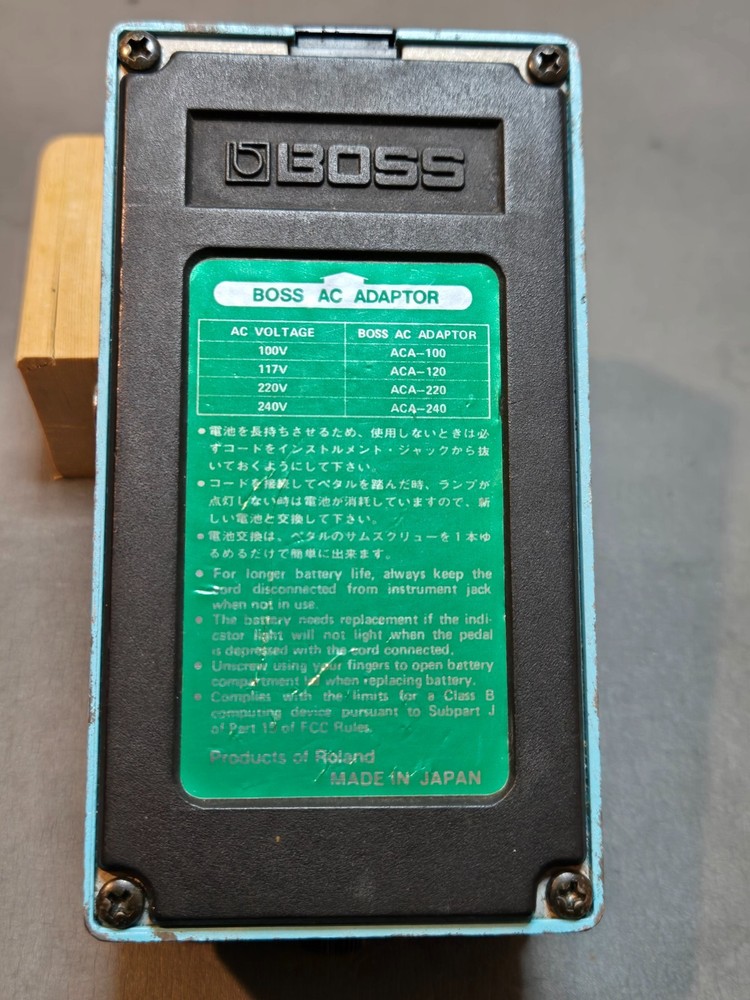 BOSS
BOSS AC ADAPTOR
AC VOLTAGE BOSS AC ADAPTOR
100V ACA-100
117V ACA-120
220V ACA-220
240V ACA-240
● 電池を長持ちさせるため、使用しないときは必
ずコードをインストルメント・ジャックから抜
いておくようにして下さい。
● コードを接続してペタルを踏んだ時、ランプが
点灯しない時は電池が消耗していますので、新
しい電池と交換して下さい。
● 電池交換は、ペタルのサムスクリューを1本ゆ
るめるだけで簡単に出来ます。
● For longer battery life, always keep the
cord disconnected from instrument jack
when not in use.
● The battery needs replacement if the indi-
cator light will not light when the pedal
is depressed with the cord connected.
● Unscrew using your fingers to open battery
compartment lid when replacing battery.
● Complies with the limits for a Class B
computing device pursuant to Subpart J
of Part 15 of FCC Rules.
Products of Roland
MADE IN JAPAN